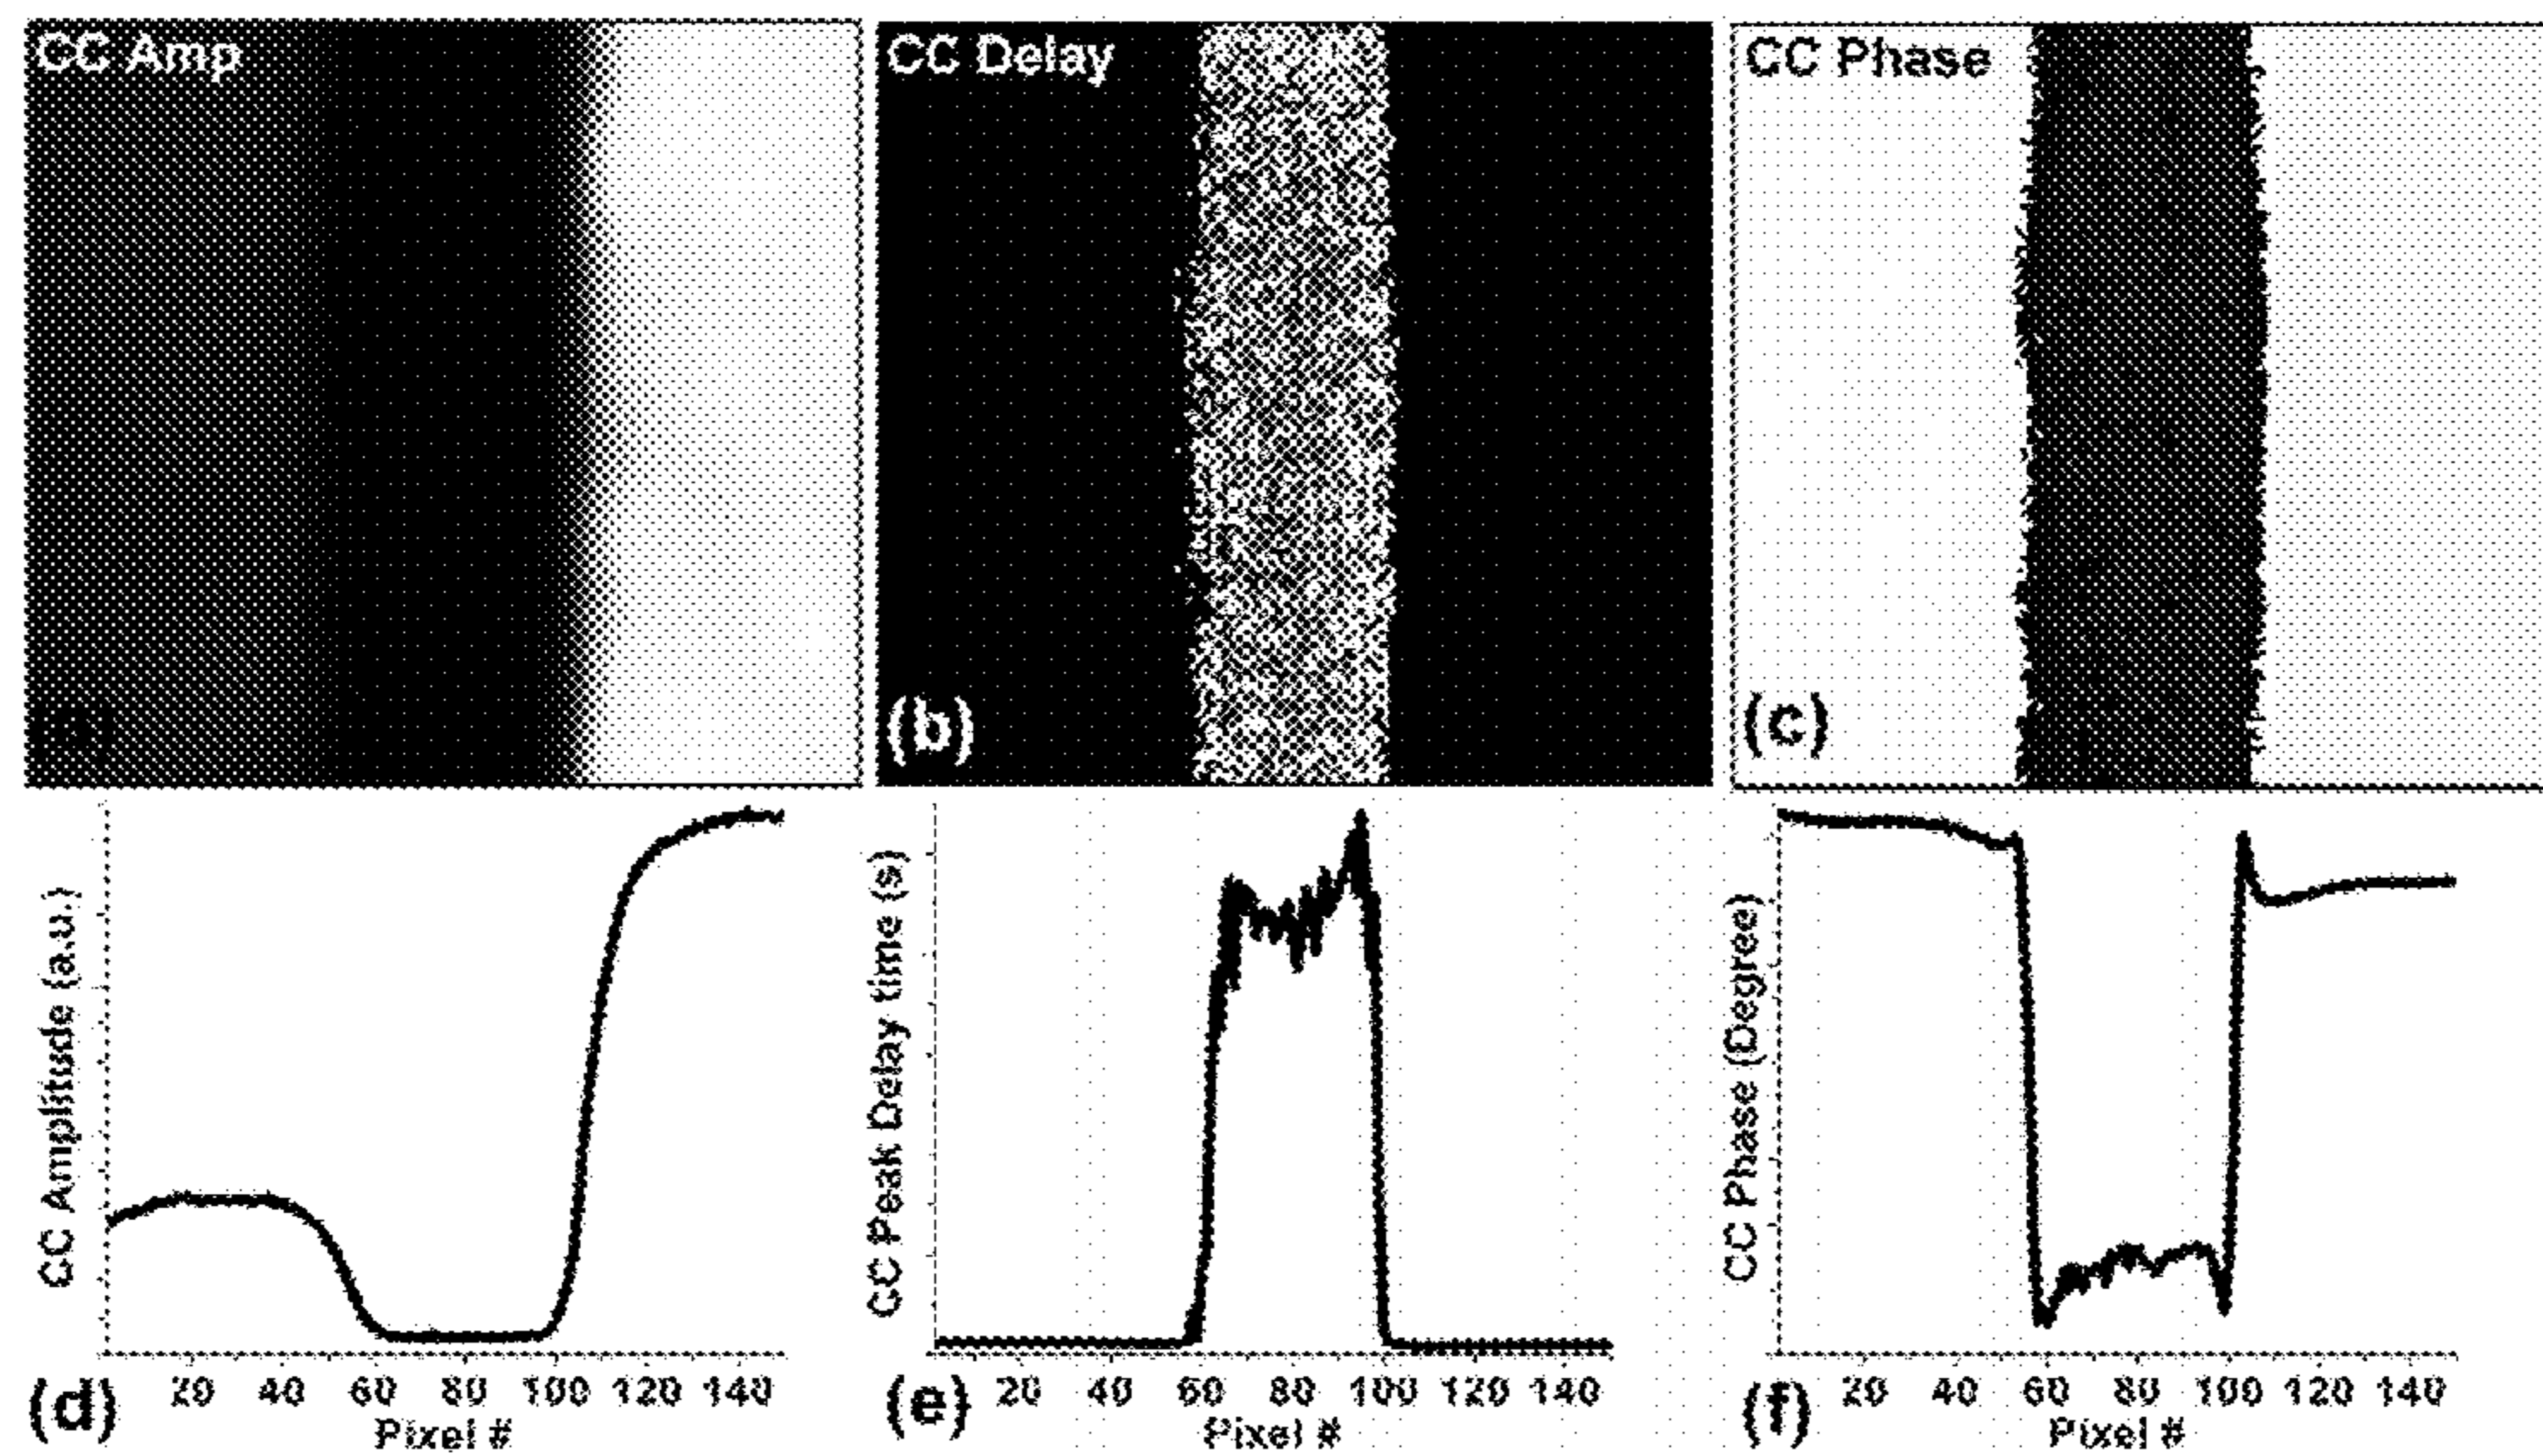 CC Amp
CC Delay
CC Phase
(a)
(b)
(c)
CC Amplitude (a.u.)
20 40 60 80 100 120 140
Pixel #
(d)
CC Peak Delay time (s)
20 40 60 80 100 120 140
Pixel #
(e)
CC Phase (Degree)
20 40 60 80 100 120 140
Pixel #
(f)